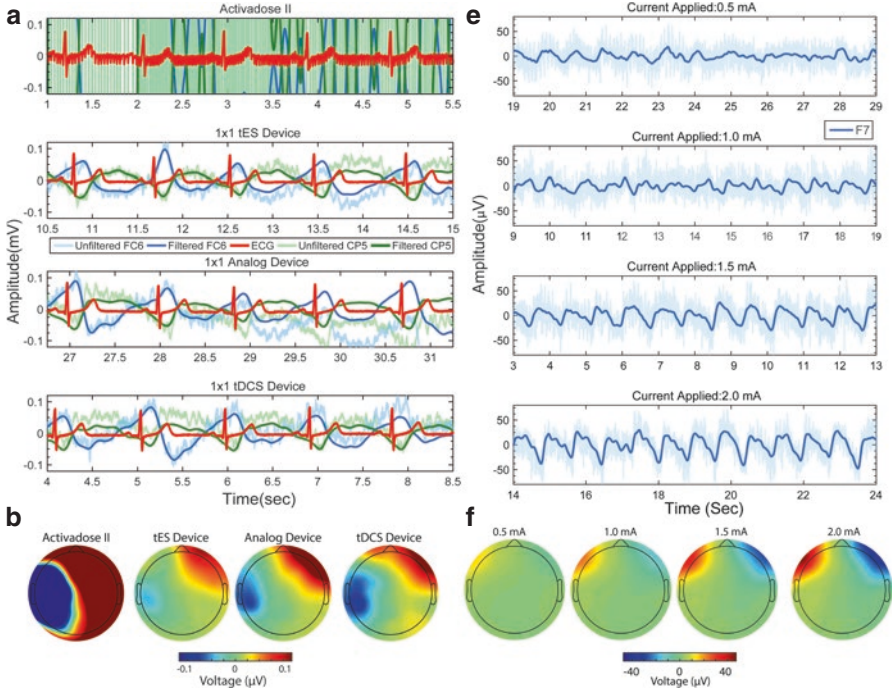 a
Activadose II
0.1
0
-0.1
1 1.5 2 2.5 3 3.5 4 4.5 5 5.5
1x1 tES Device
0.1
0
-0.1
10.5 11 11.5 12 12.5 13 13.5 14 14.5 15
Unfiltered FC6 Filtered FC6 ECG Unfiltered CP5 Filtered CP5
1x1 Analog Device
0.1
0
-0.1
27 27.5 28 28.5 29 29.5 30 30.5 31
1x1 tDCS Device
0.1
0
-0.1
4 4.5 5 5.5 6 6.5 7 7.5 8 8.5
Amplitude(mV)
Time(sec)
e
Current Applied:0.5 mA
50
0
-50
19 20 21 22 23 24 25 26 27 28 29
F7
Current Applied:1.0 mA
50
0
-50
9 10 11 12 13 14 15 16 17 18 19
Current Applied:1.5 mA
50
0
-50
3 4 5 6 7 8 9 10 11 12 13
Current Applied:2.0 mA
50
0
-50
14 16 18 20 22 24
Amplitude(μV)
Time (Sec)
b
Activadose II tES Device Analog Device tDCS Device
-0.1 0 0.1
Voltage (μV)
f
0.5 mA 1.0 mA 1.5 mA 2.0 mA
-40 0 40
Voltage (μV)